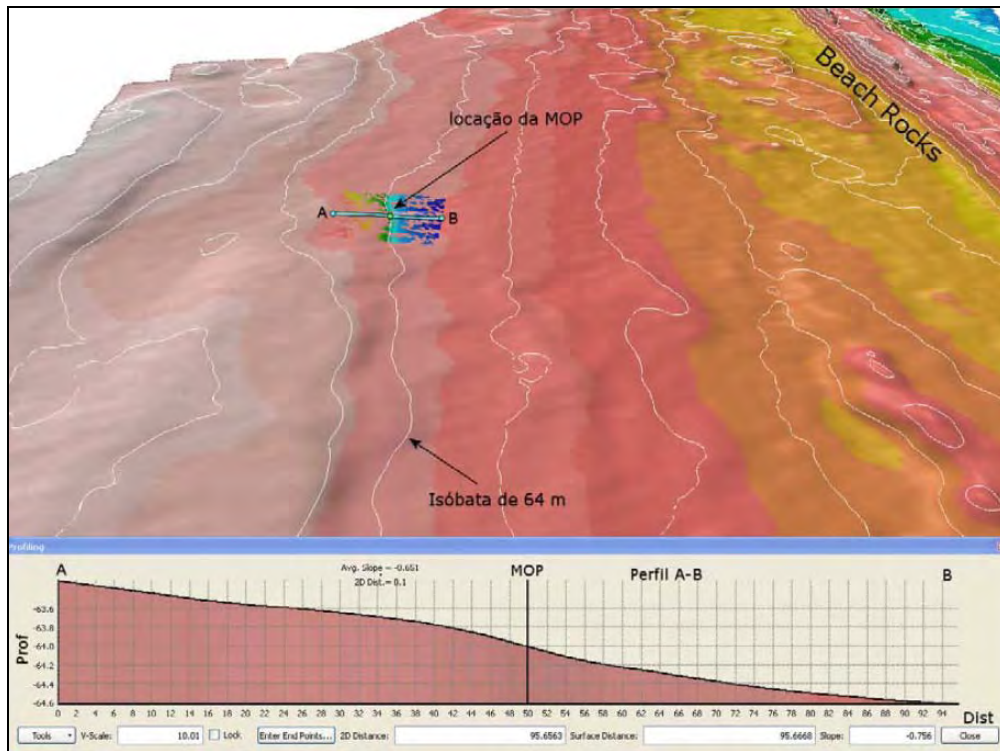 Beach Rocks
locação da MOP
A
B
Isóbata de 64 m
Profiling
A
Avg. Slope = -0.651
2D Dist.= 0.1
MOP
Perfil A-B
B
Prof
-63.6
-63.8
-64.0
-64.2
-64.4
-64.6
0 2 4 6 8 10 12 14 16 18 20 22 24 26 28 30 32 34 36 38 40 42 44 46 48 50 52 54 56 58 60 62 64 66 68 70 72 74 76 78 80 82 84 86 88 90 92 94
Dist
Tools V-Scale: 10.01 Lock Enter End Points... 2D Distance: 95.6563 Surface Distance: 95.6668 Slope: -0.756 Close